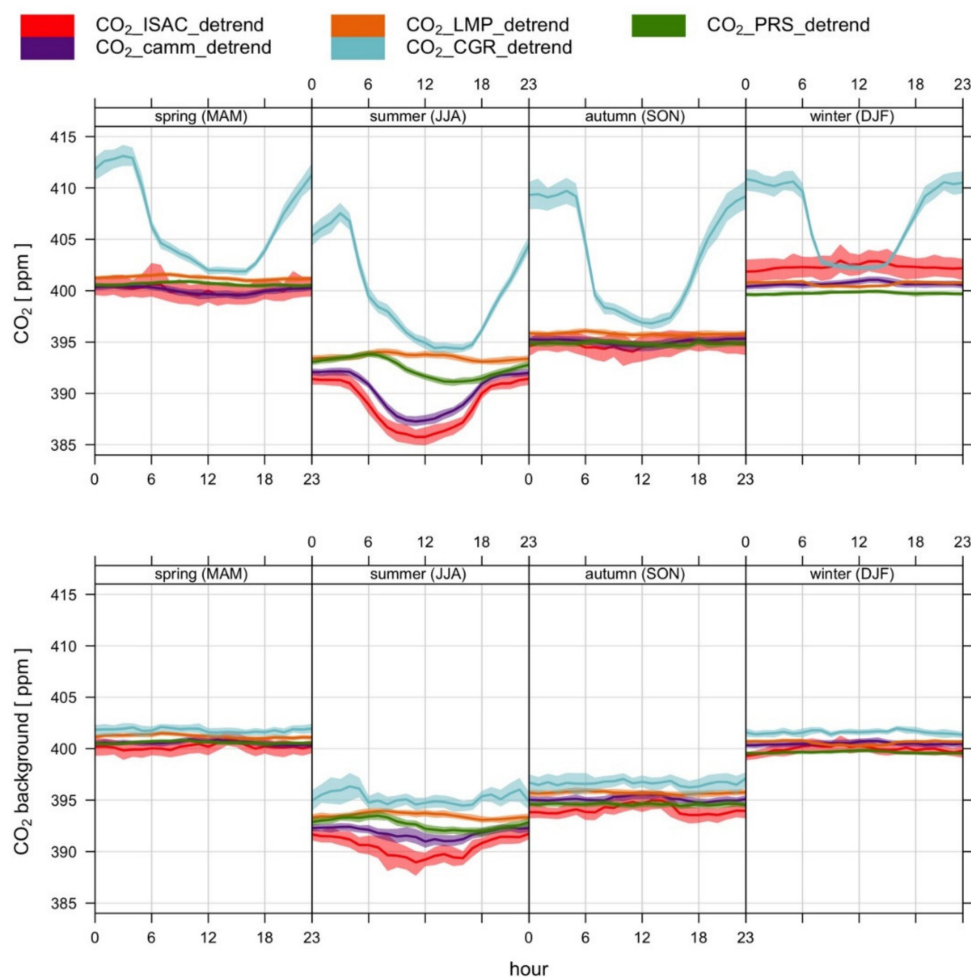 CO₂_ISAC_detrend CO₂_LMP_detrend CO₂_PRS_detrend
CO₂_camm_detrend CO₂_CGR_detrend
0 6 12 18 23 0 6 12 18 23
spring (MAM) summer (JJA) autumn (SON) winter (DJF)
415
410
405
400
395
390
385
CO₂ [ ppm ]
0 6 12 18 23 0 6 12 18 23
0 6 12 18 23 0 6 12 18 23
spring (MAM) summer (JJA) autumn (SON) winter (DJF)
415
410
405
400
395
390
385
CO₂ background [ ppm ]
0 6 12 18 23 0 6 12 18 23
hour